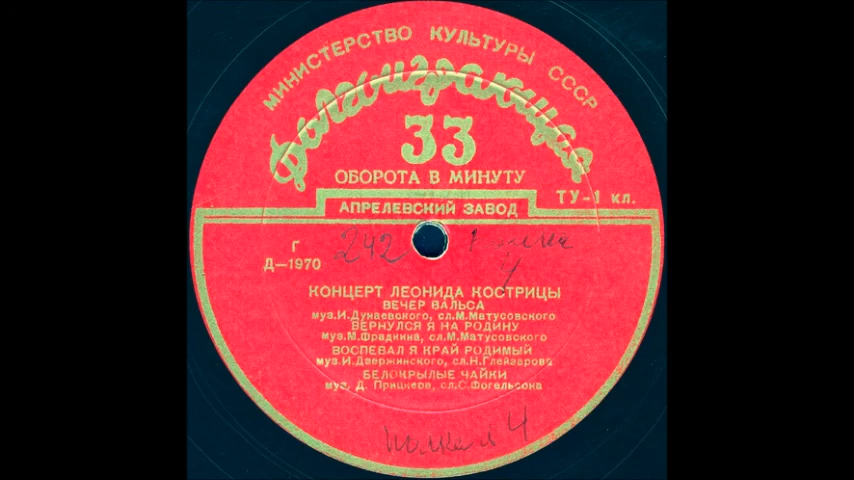 МИНИСТЕРСТВО КУЛЬТУРЫ СССР
Долгоиграющая
33
ОБОРОТА В МИНУТУ
ТУ-1 кл.
АПРЕЛЕВСКИЙ ЗАВОД
Г
242
Д—1970
КОНЦЕРТ ЛЕОНИДА КОСТРИЦЫ
ВЕЧЕР ВАЛЬСА
муз.И.Дунаевского, сл.М.Матусовского
ВЕРНУЛСЯ Я НА РОДИНУ
муз.М.Фрадкина, сл.М.Матусовского
ВОСПЕВАЛ Я КРАЙ РОДИМЫЙ
муз.И.Дзержинского, сл.Н.Глейзарова
БЕЛОКРЫЛЫЕ ЧАЙКИ
муз. Д. Прицкера, сл.С.Фогельсона